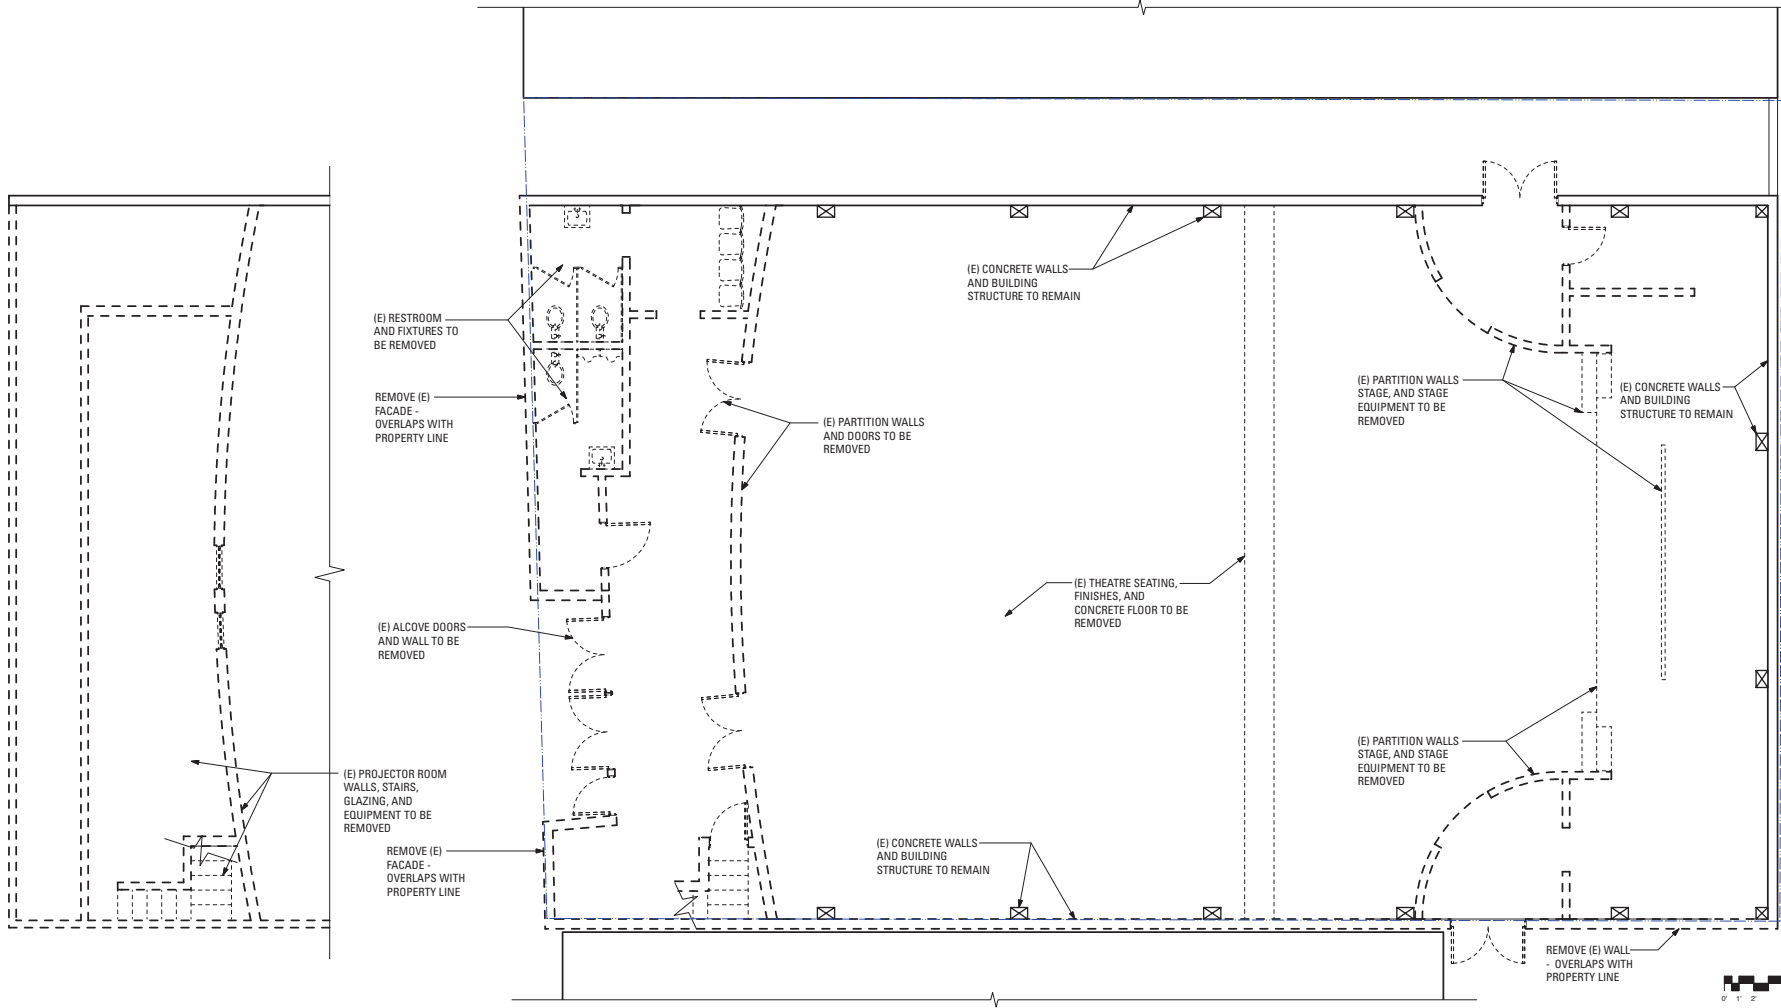 (E) CONCRETE WALLS
AND BUILDING
STRUCTURE TO REMAIN
(E) RESTROOM
AND FIXTURES TO
BE REMOVED
REMOVE (E)
FACADE -
OVERLAPS WITH
PROPERTY LINE
(E) PARTITION WALLS
AND DOORS TO BE
REMOVED
(E) PARTITION WALLS
STAGE, AND STAGE
EQUIPMENT TO BE
REMOVED
(E) CONCRETE WALLS
AND BUILDING
STRUCTURE TO REMAIN
(E) THEATRE SEATING,
FINISHES, AND
CONCRETE FLOOR TO BE
REMOVED
(E) ALCOVE DOORS
AND WALL TO BE
REMOVED
(E) PROJECTOR ROOM
WALLS, STAIRS,
GLAZING, AND
EQUIPMENT TO BE
REMOVED
(E) PARTITION WALLS
STAGE, AND STAGE
EQUIPMENT TO BE
REMOVED
REMOVE (E)
FACADE -
OVERLAPS WITH
PROPERTY LINE
(E) CONCRETE WALLS
AND BUILDING
STRUCTURE TO REMAIN
REMOVE (E) WALL
- OVERLAPS WITH
PROPERTY LINE
0' 1' 2'